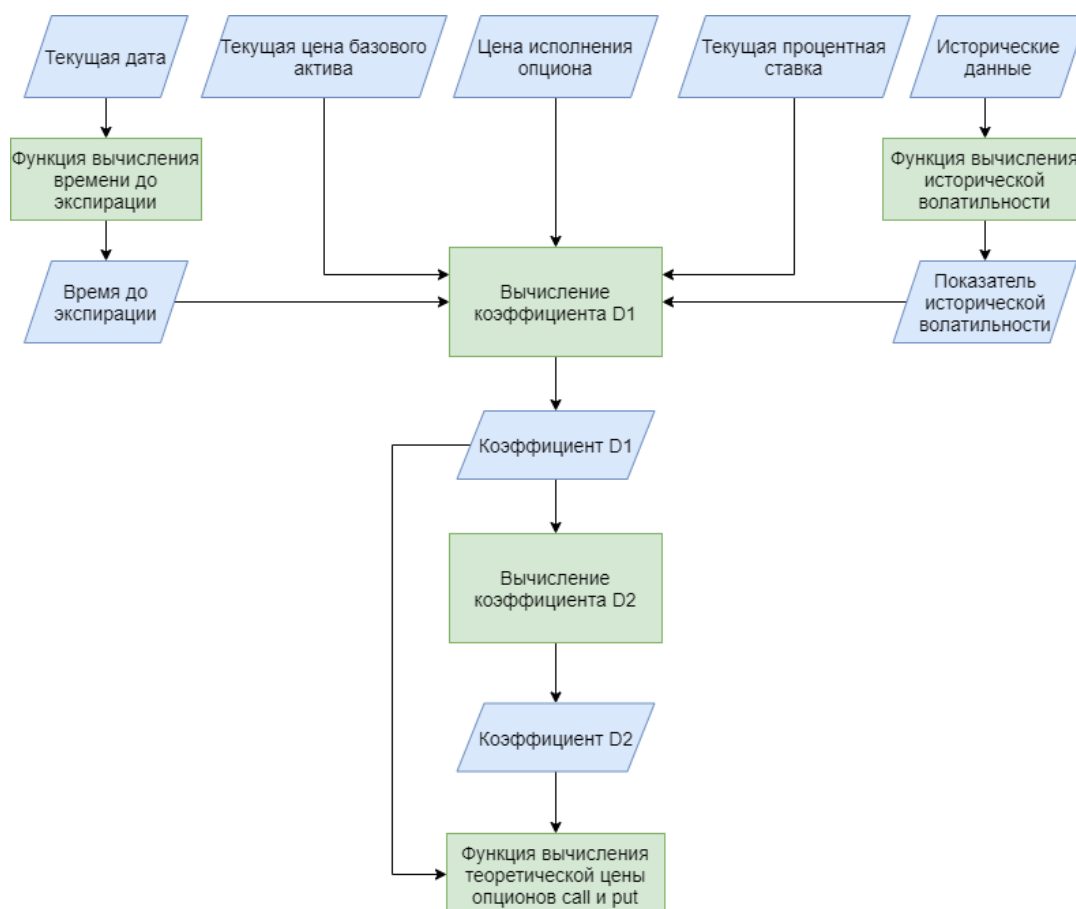 Текущая дата
Текущая цена базового
актива
Цена исполнения
опциона
Текущая процентная
ставка
Исторические
данные
Функция вычисления
времени до
экспирации
Функция вычисления
исторической
волатильности
Время до
экспирации
Вычисление
коэффициента D1
Показатель
исторической
волатильности
Коэффициент D1
Вычисление
коэффициента D2
Коэффициент D2
Функция вычисления
теоретической цены
опционов call и put